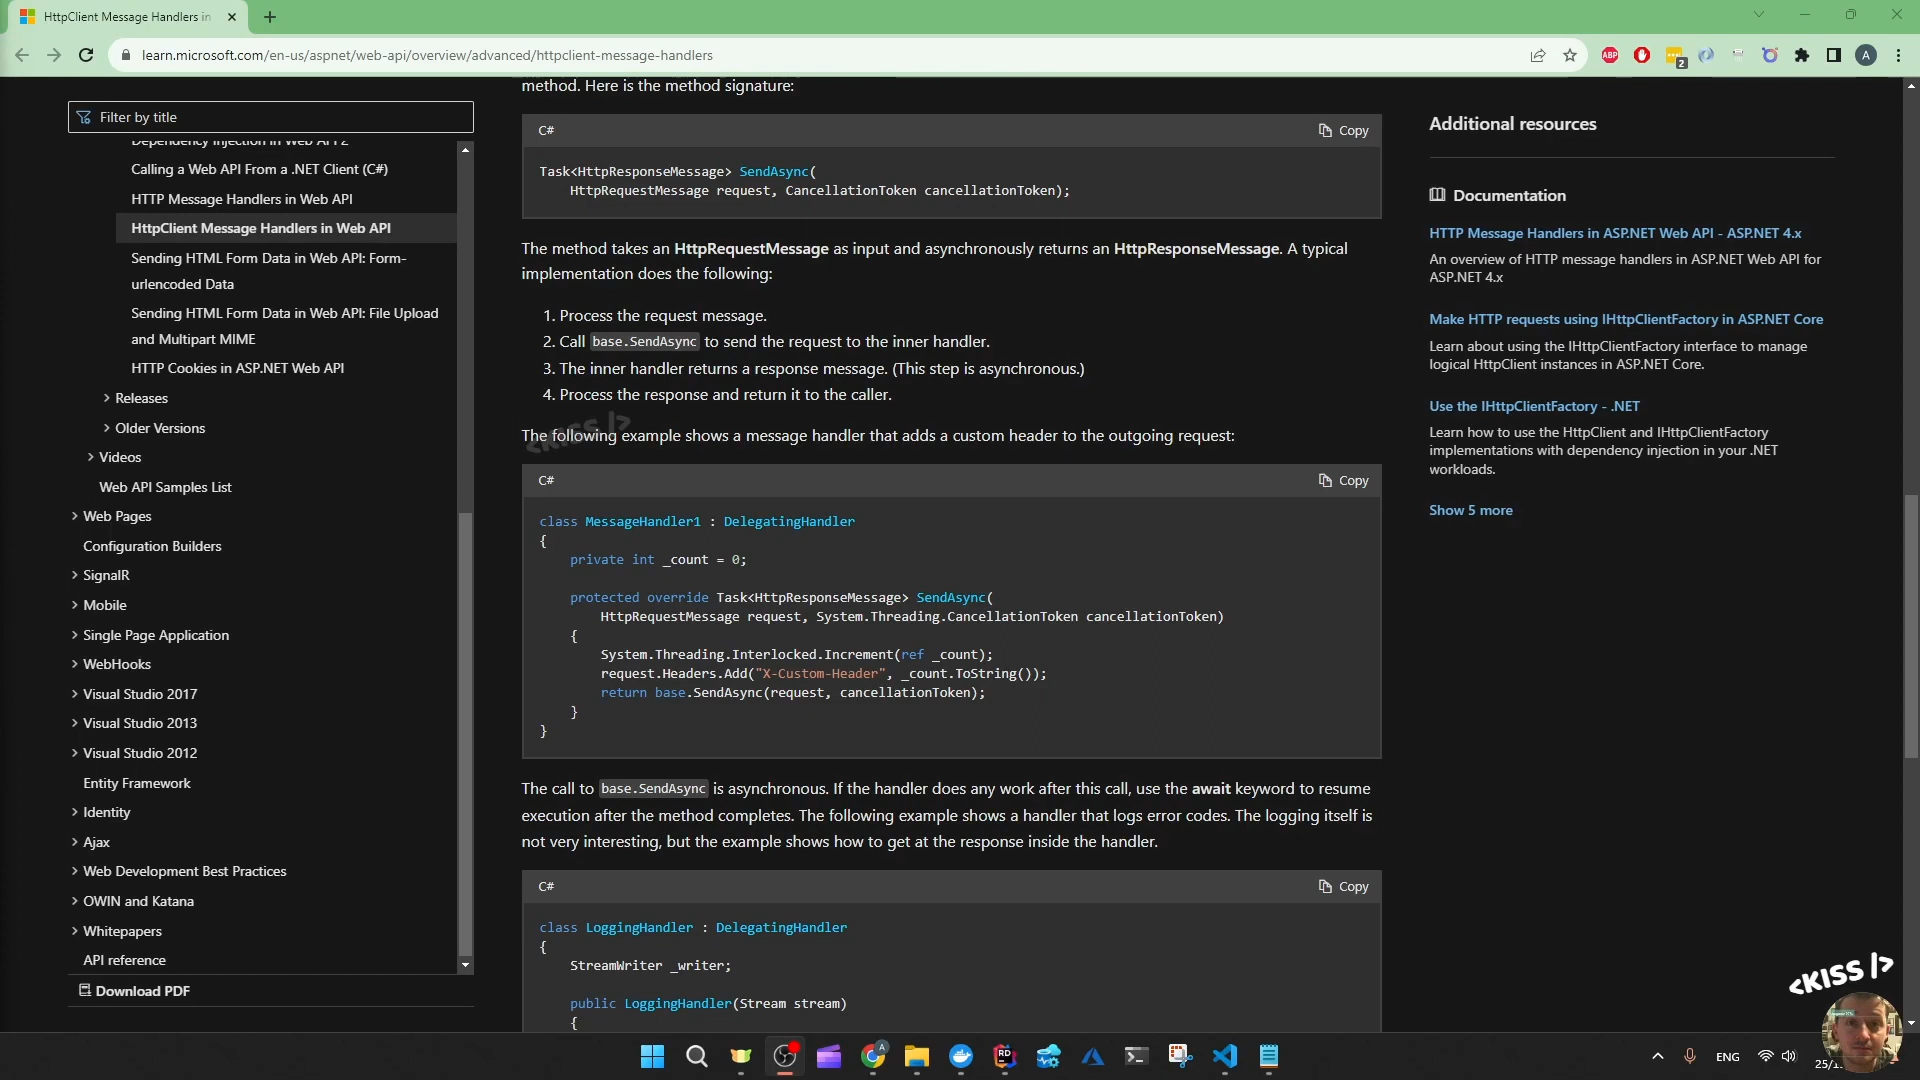 HttpClient Message Handlers in
learn.microsoft.com/en-us/aspnet/web-api/overview/advanced/httpclient-message-handlers
ABP
2
A
Filter by title
Dependency Injection in Web API 2
Calling a Web API From a .NET Client (C#)
HTTP Message Handlers in Web API
HttpClient Message Handlers in Web API
Sending HTML Form Data in Web API: Form-
urlencoded Data
Sending HTML Form Data in Web API: File Upload
and Multipart MIME
HTTP Cookies in ASP.NET Web API
Releases
Older Versions
Videos
Web API Samples List
Web Pages
Configuration Builders
SignalR
Mobile
Single Page Application
WebHooks
Visual Studio 2017
Visual Studio 2013
Visual Studio 2012
Entity Framework
Identity
Ajax
Web Development Best Practices
OWIN and Katana
Whitepapers
API reference
Download PDF
method. Here is the method signature:
C#
Copy
Task<HttpResponseMessage> SendAsync(
HttpRequestMessage request, CancellationToken cancellationToken);
The method takes an HttpRequestMessage as input and asynchronously returns an HttpResponseMessage. A typical
implementation does the following:
1. Process the request message.
2. Call base.SendAsync to send the request to the inner handler.
3. The inner handler returns a response message. (This step is asynchronous.)
4. Process the response and return it to the caller.
<KISS />
The following example shows a message handler that adds a custom header to the outgoing request:
C#
Copy
class MessageHandler1 : DelegatingHandler
{
private int _count = 0;
protected override Task<HttpResponseMessage> SendAsync(
HttpRequestMessage request, System.Threading.CancellationToken cancellationToken)
{
System.Threading.Interlocked.Increment(ref _count);
request.Headers.Add("X-Custom-Header", _count.ToString());
return base.SendAsync(request, cancellationToken);
}
}
The call to base.SendAsync is asynchronous. If the handler does any work after this call, use the await keyword to resume
execution after the method completes. The following example shows a handler that logs error codes. The logging itself is
not very interesting, but the example shows how to get at the response inside the handler.
C#
Copy
class LoggingHandler : DelegatingHandler
{
StreamWriter _writer;
public LoggingHandler(Stream stream)
{
Additional resources
Documentation
HTTP Message Handlers in ASP.NET Web API - ASP.NET 4.x
An overview of HTTP message handlers in ASP.NET Web API for
ASP.NET 4.x
Make HTTP requests using IHttpClientFactory in ASP.NET Core
Learn about using the IHttpClientFactory interface to manage
logical HttpClient instances in ASP.NET Core.
Use the IHttpClientFactory - .NET
Learn how to use the HttpClient and IHttpClientFactory
implementations with dependency injection in your .NET
workloads.
Show 5 more
<KISS />
A
RD
ENG